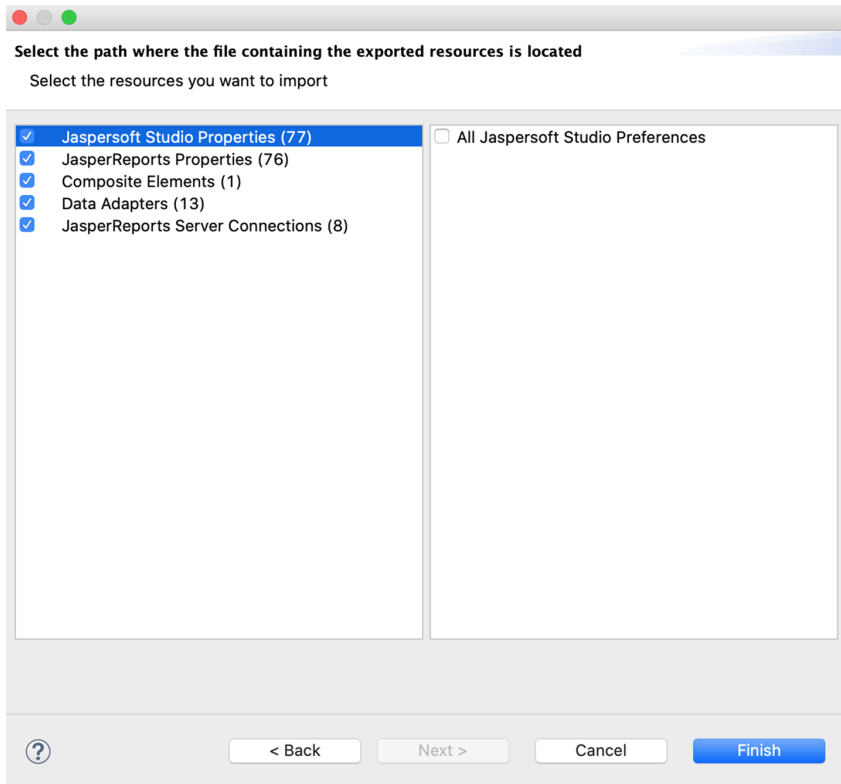 Select the path where the file containing the exported resources is located
Select the resources you want to import
Jaspersoft Studio Properties (77)
JasperReports Properties (76)
Composite Elements (1)
Data Adapters (13)
JasperReports Server Connections (8)
All Jaspersoft Studio Preferences
?
< Back
Next >
Cancel
Finish